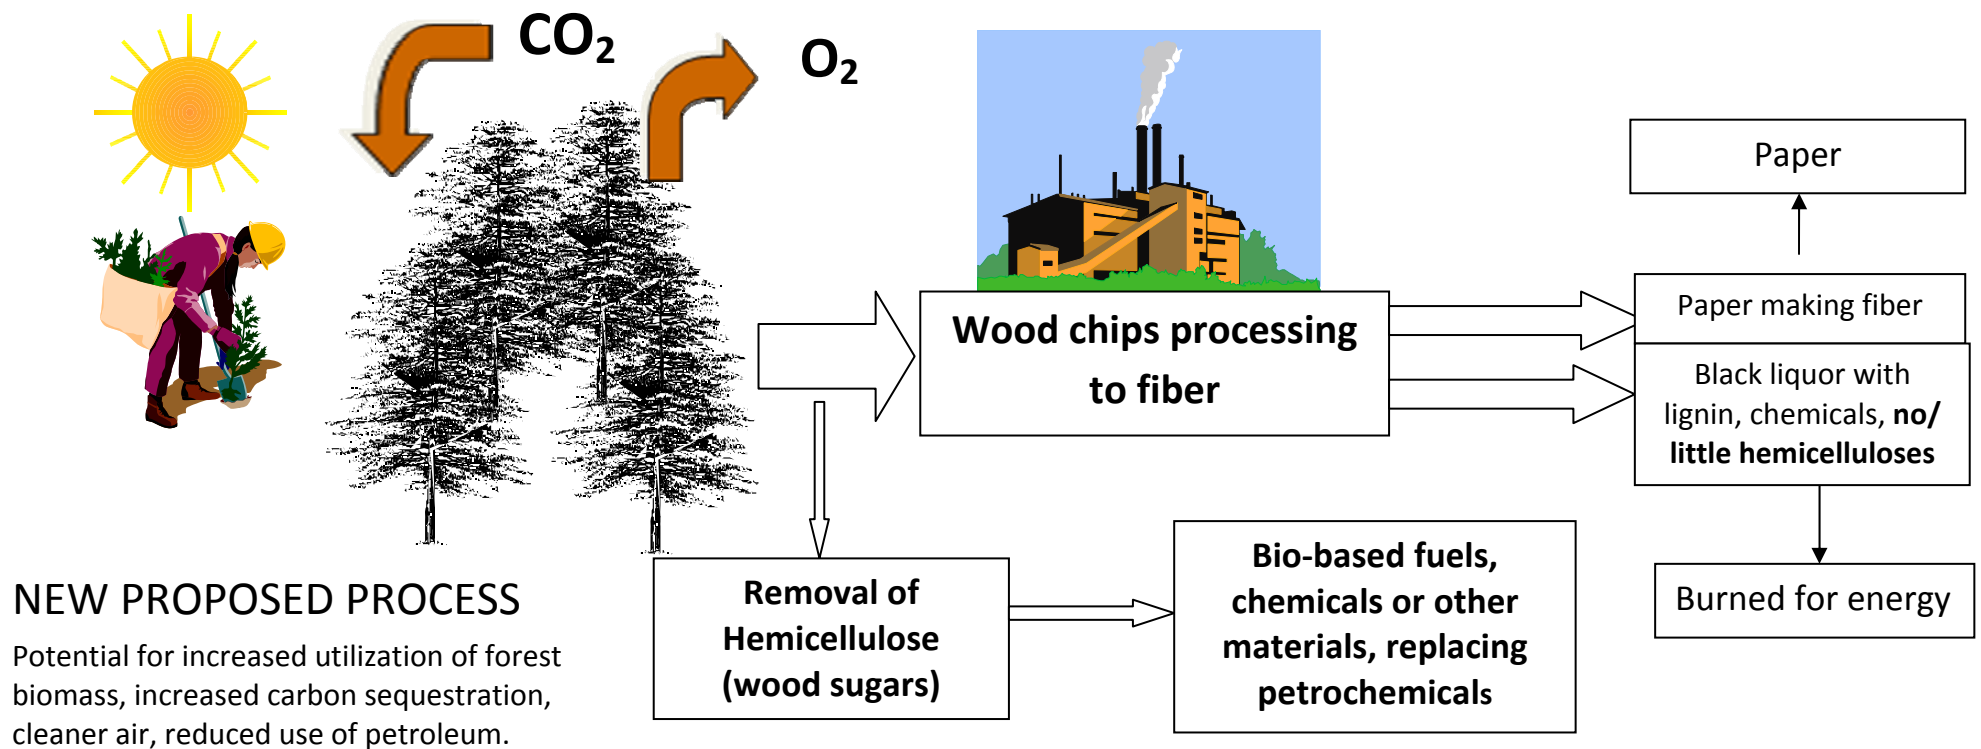 CO₂
O₂
Paper
Paper making fiber
Wood chips processing
to fiber
Black liquor with
lignin, chemicals, no/
little hemicelluloses
Burned for energy
Removal of
Hemicellulose
(wood sugars)
Bio-based fuels,
chemicals or other
materials, replacing
petrochemicals
NEW PROPOSED PROCESS
Potential for increased utilization of forest
biomass, increased carbon sequestration,
cleaner air, reduced use of petroleum.